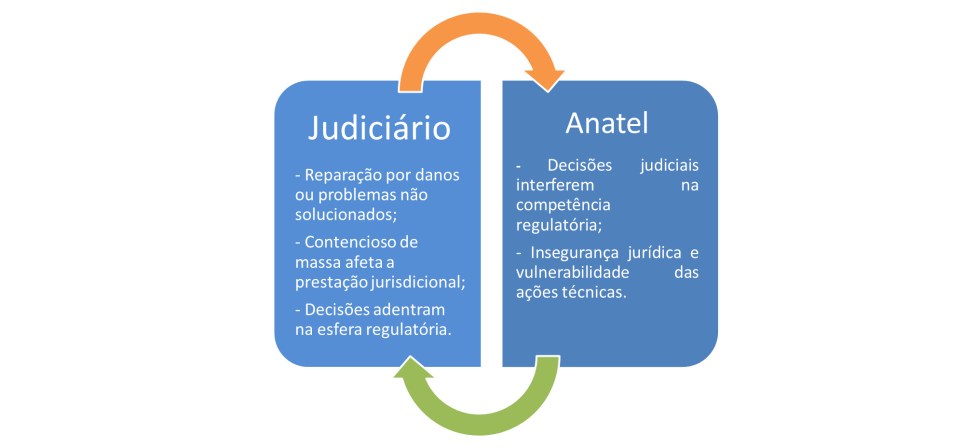 Judiciário
- Reparação por danos
ou problemas não
solucionados;
- Contencioso de
massa afeta a
prestação jurisdicional;
- Decisões adentram
na esfera regulatória.
Anatel
- Decisões judiciais
interferem na
competência
regulatória;
- Insegurança jurídica e
vulnerabilidade das
ações técnicas.